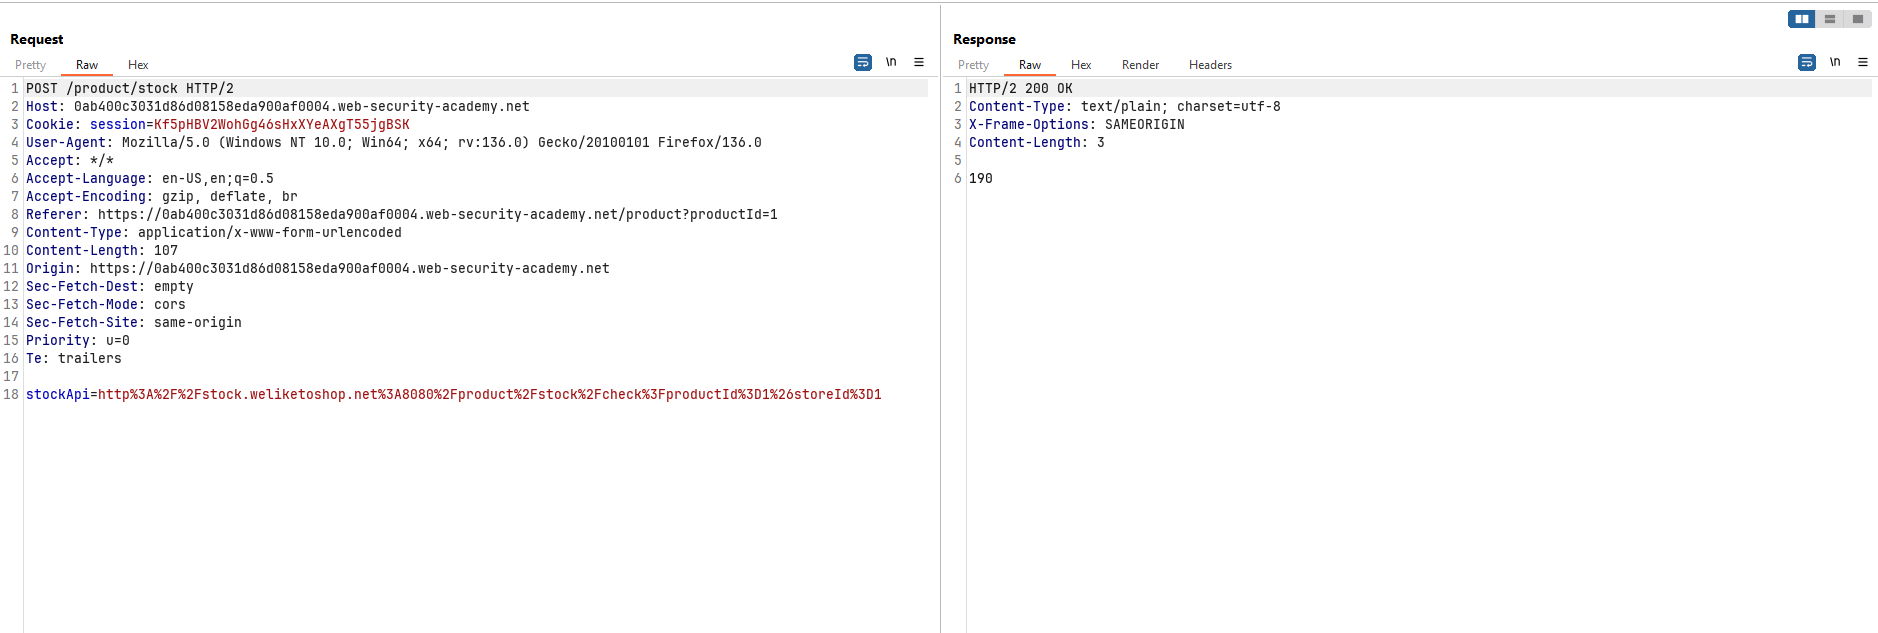 Request
Pretty Raw Hex \n
1 POST /product/stock HTTP/2
2 Host: 0ab400c3031d86d08158eda900af0004.web-security-academy.net
3 Cookie: session=Kf5pHBV2WohGg46sHxXYeAXgT55jgBSK
4 User-Agent: Mozilla/5.0 (Windows NT 10.0; Win64; x64; rv:136.0) Gecko/20100101 Firefox/136.0
5 Accept: */*
6 Accept-Language: en-US,en;q=0.5
7 Accept-Encoding: gzip, deflate, br
8 Referer: https://0ab400c3031d86d08158eda900af0004.web-security-academy.net/product?productId=1
9 Content-Type: application/x-www-form-urlencoded
10 Content-Length: 107
11 Origin: https://0ab400c3031d86d08158eda900af0004.web-security-academy.net
12 Sec-Fetch-Dest: empty
13 Sec-Fetch-Mode: cors
14 Sec-Fetch-Site: same-origin
15 Priority: u=0
16 Te: trailers
17
18 stockApi=http%3A%2F%2Fstock.weliketoshop.net%3A8080%2Fproduct%2Fstock%2Fcheck%3FproductId%3D1%26storeId%3D1
Response
Pretty Raw Hex Render Headers \n
1 HTTP/2 200 OK
2 Content-Type: text/plain; charset=utf-8
3 X-Frame-Options: SAMEORIGIN
4 Content-Length: 3
5
6 190